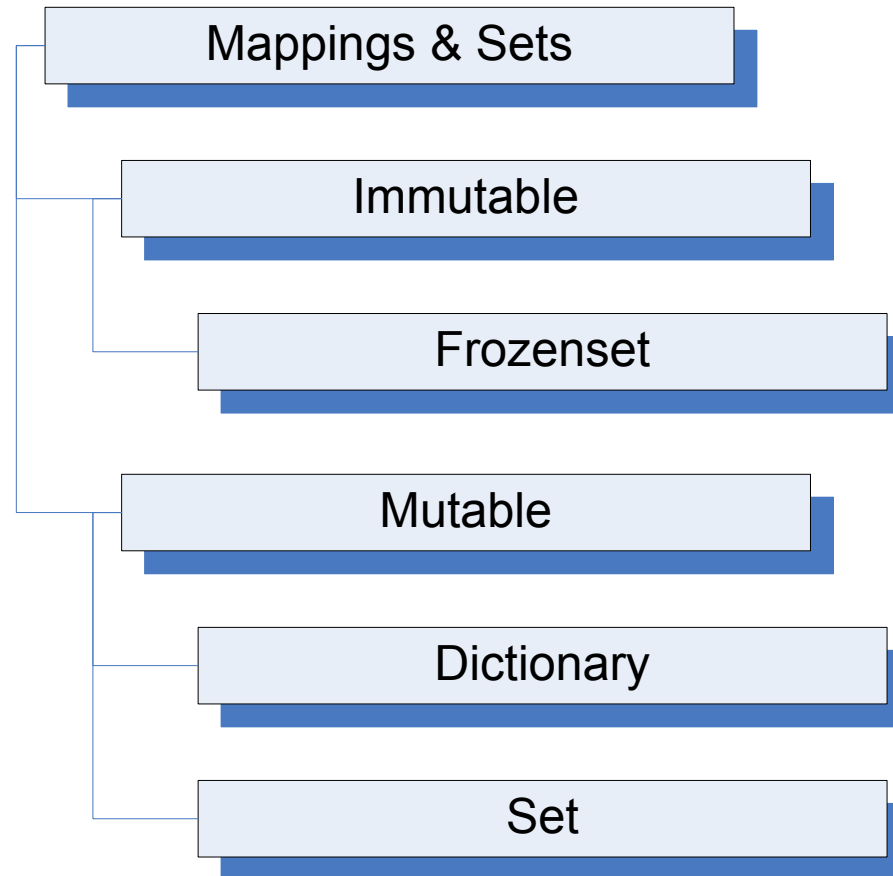 Mappings & Sets
Immutable
Frozenset
Mutable
Dictionary
Set